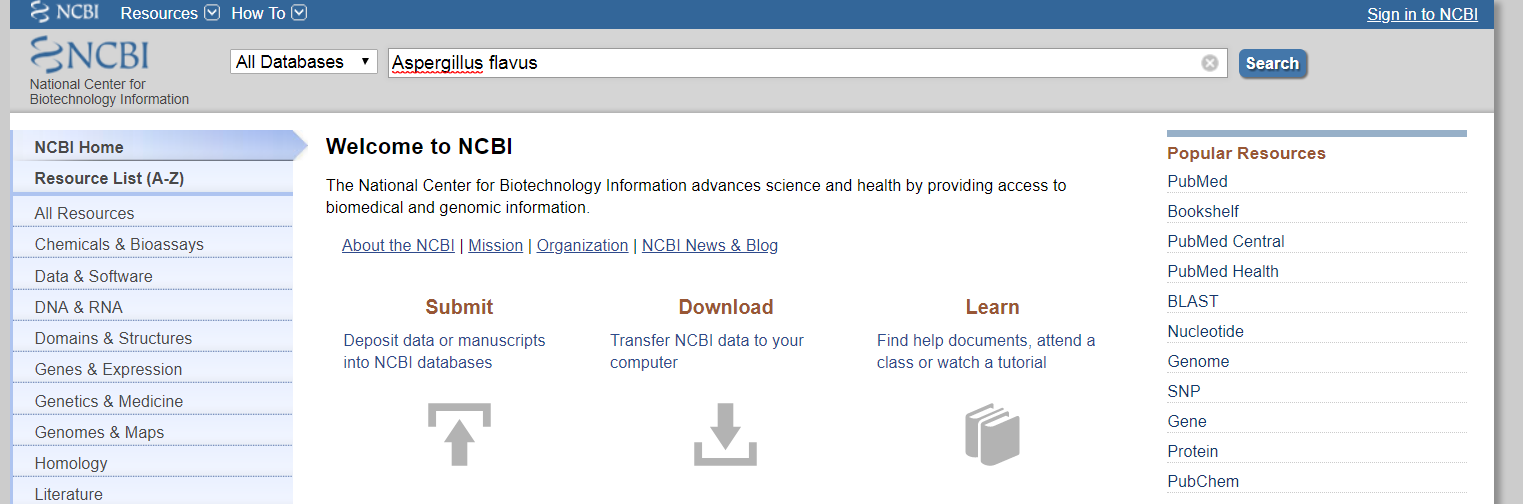 NCBI Resources How To Sign in to NCBI
NCBI
National Center for
Biotechnology Information
All Databases Aspergillus flavus Search
NCBI Home
Resource List (A-Z)
All Resources
Chemicals & Bioassays
Data & Software
DNA & RNA
Domains & Structures
Genes & Expression
Genetics & Medicine
Genomes & Maps
Homology
Literature
Welcome to NCBI
The National Center for Biotechnology Information advances science and health by providing access to
biomedical and genomic information.
About the NCBI | Mission | Organization | NCBI News & Blog
Submit
Deposit data or manuscripts
into NCBI databases
Download
Transfer NCBI data to your
computer
Learn
Find help documents, attend a
class or watch a tutorial
Popular Resources
PubMed
Bookshelf
PubMed Central
PubMed Health
BLAST
Nucleotide
Genome
SNP
Gene
Protein
PubChem